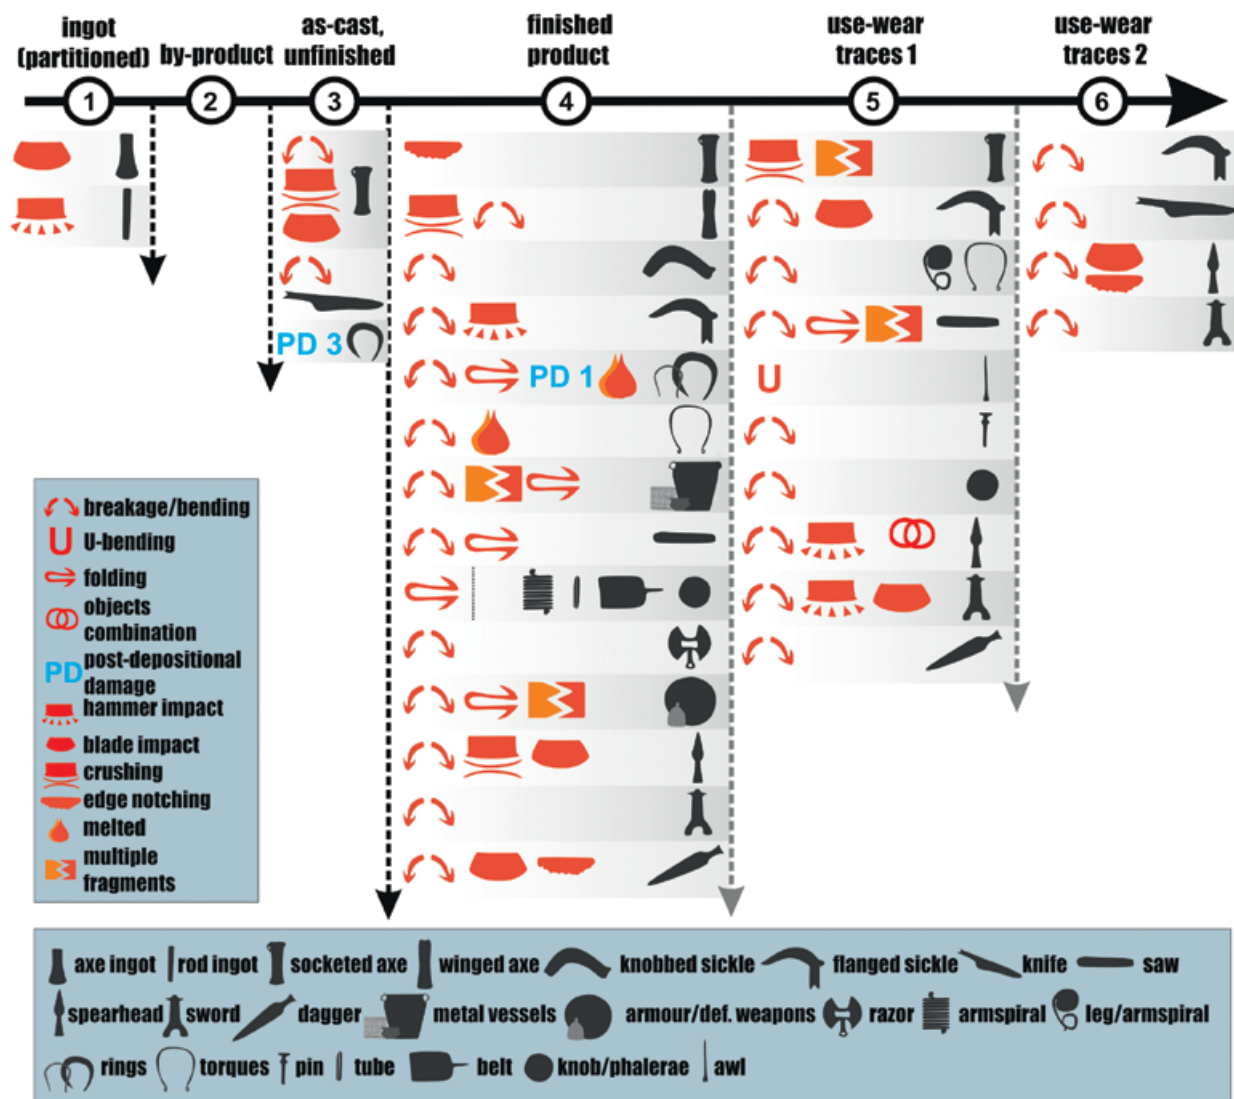 ingot
(partitioned)
by-product
as-cast,
unfinished
finished
product
use-wear
traces 1
use-wear
traces 2
1
2
3
4
5
6
PD 3
PD 1
U
breakage/bending
U
U-bending
folding
objects
combination
PD
post-depositional
damage
hammer impact
blade impact
crushing
edge notching
melted
multiple
fragments
axe ingot
rod ingot
socketed axe
winged axe
knobbed sickle
flanged sickle
knife
saw
spearhead
sword
dagger
metal vessels
armour/def. weapons
razor
armspiral
leg/armspiral
rings
torques
pin
tube
belt
knob/phalerae
awl